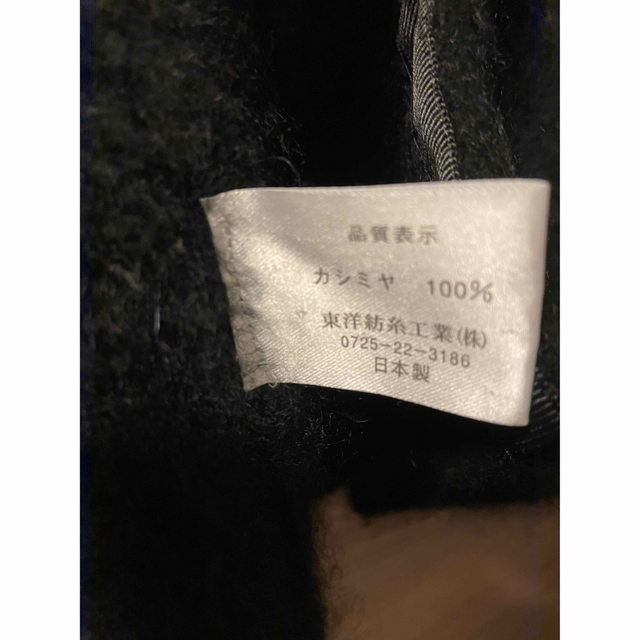 品質表示
カシミヤ 100%
東洋紡糸工業(株)
0725-22-3186
日本製